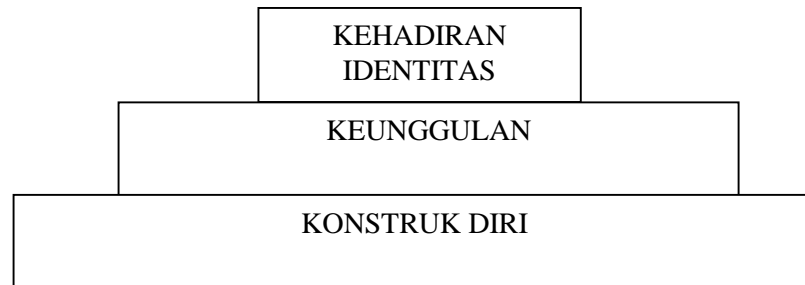 KEHADIRAN
IDENTITAS
KEUNGGULAN
KONSTRUK DIRI